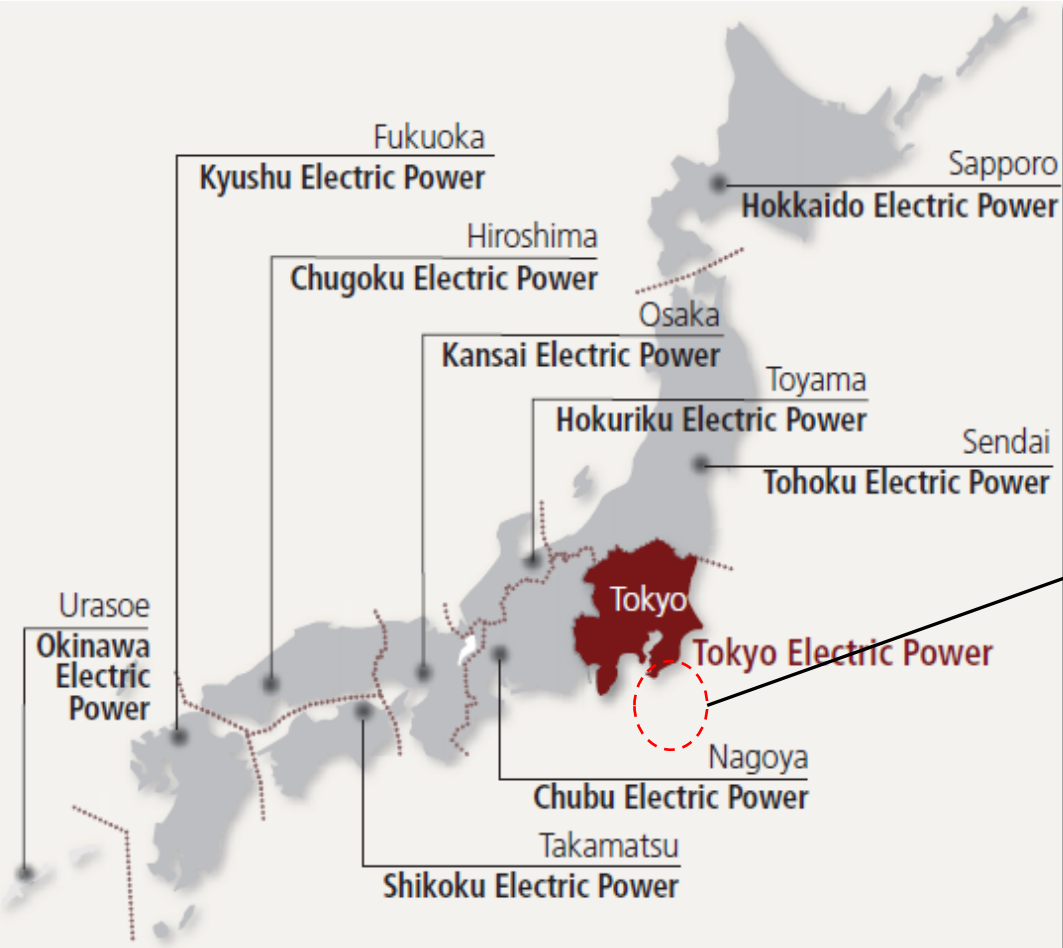 Fukuoka
Kyushu Electric Power
Sapporo
Hokkaido Electric Power
Hiroshima
Chugoku Electric Power
Osaka
Kansai Electric Power
Toyama
Hokuriku Electric Power
Sendai
Tohoku Electric Power
Urasoe
Okinawa
Electric
Power
Tokyo
Tokyo Electric Power
Nagoya
Chubu Electric Power
Takamatsu
Shikoku Electric Power